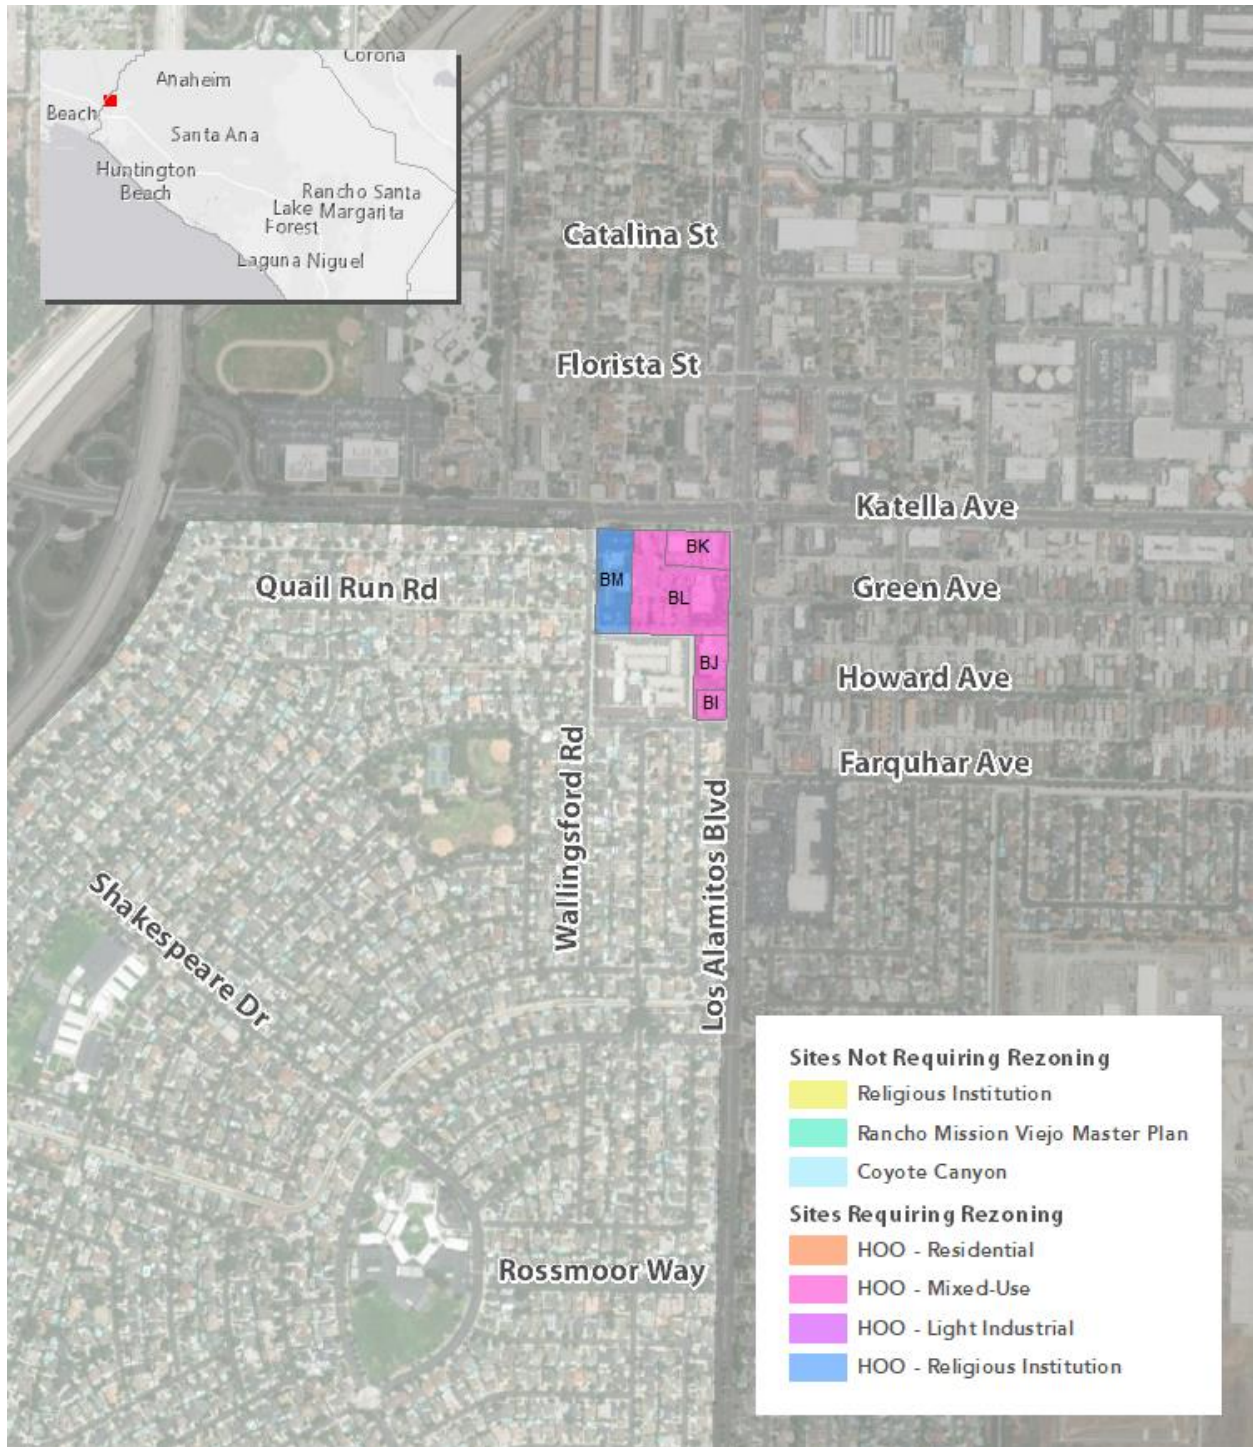 Corona
Anaheim
Beach
Santa Ana
Huntington
Beach
Rancho Santa
Lake Margarita
Forest
Laguna Niguel
Catalina St
Florista St
Katella Ave
Quail Run Rd
Green Ave
BK
BM
BL
BJ
BI
Howard Ave
Farquhar Ave
Wallingsford Rd
Los Alamitos Blvd
Shakespeare Dr
Rossmoor Way
Sites Not Requiring Rezoning
Religious Institution
Rancho Mission Viejo Master Plan
Coyote Canyon
Sites Requiring Rezoning
HOO - Residential
HOO - Mixed-Use
HOO - Light Industrial
HOO - Religious Institution